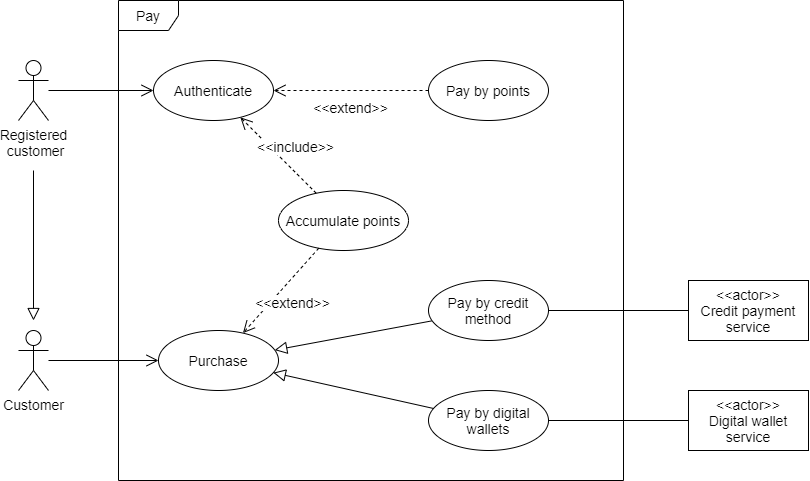 Pay
Authenticate
Pay by points
<<extend>>
Registered
customer
<<include>>
Accumulate points
<<extend>>
Pay by credit
method
<<actor>>
Credit payment
service
Purchase
Customer
Pay by digital
wallets
<<actor>>
Digital wallet
service